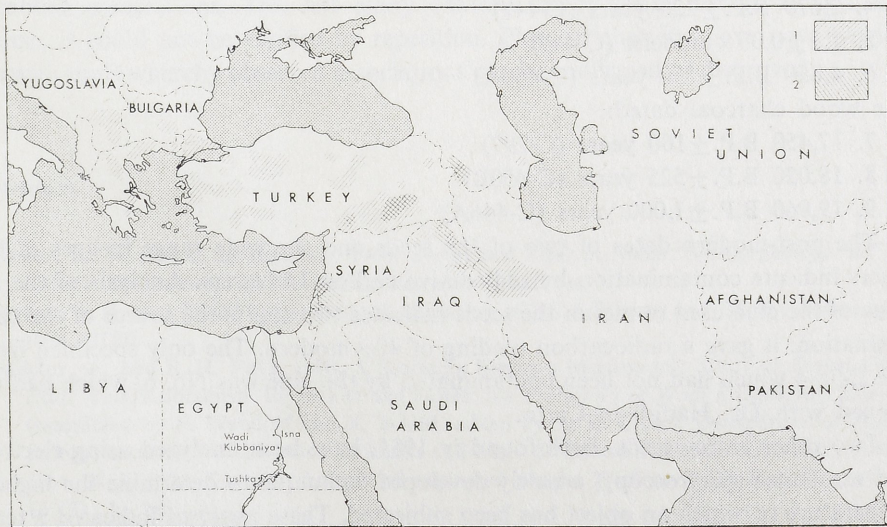 1
2
YUGOSLAVIA
BULGARIA
SOVIET
UNION
TURKEY
SYRIA
IRAQ
IRAN
AFGHANISTAN
LIBYA
EGYPT
SAUDI
ARABIA
PAKISTAN
Wadi
Kubbaniya
Isna
Tushka